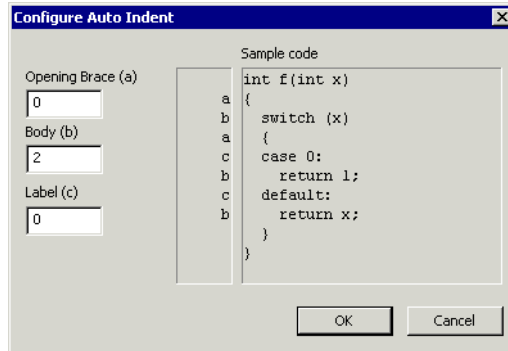 Configure Auto Indent
Sample code
Opening Brace (a)
0
Body (b)
2
Label (c)
0
int f(int x)
a {
b   switch (x)
a   {
c   case 0:
b     return 1;
c   default:
b     return x;
  }
}
OK
Cancel